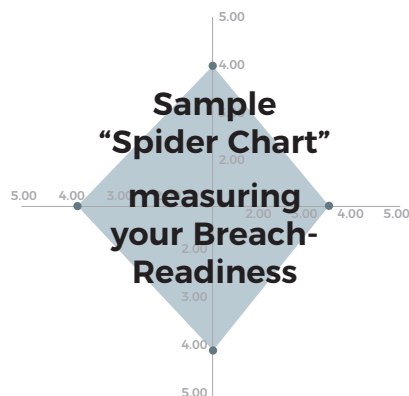 5.00
4.00
Sample
“Spider Chart”
2.00
5.00 4.00 3.00
measuring
2.00 3.00 4.00 5.00
your Breach-
2.00
Readiness
3.00
4.00
5.00